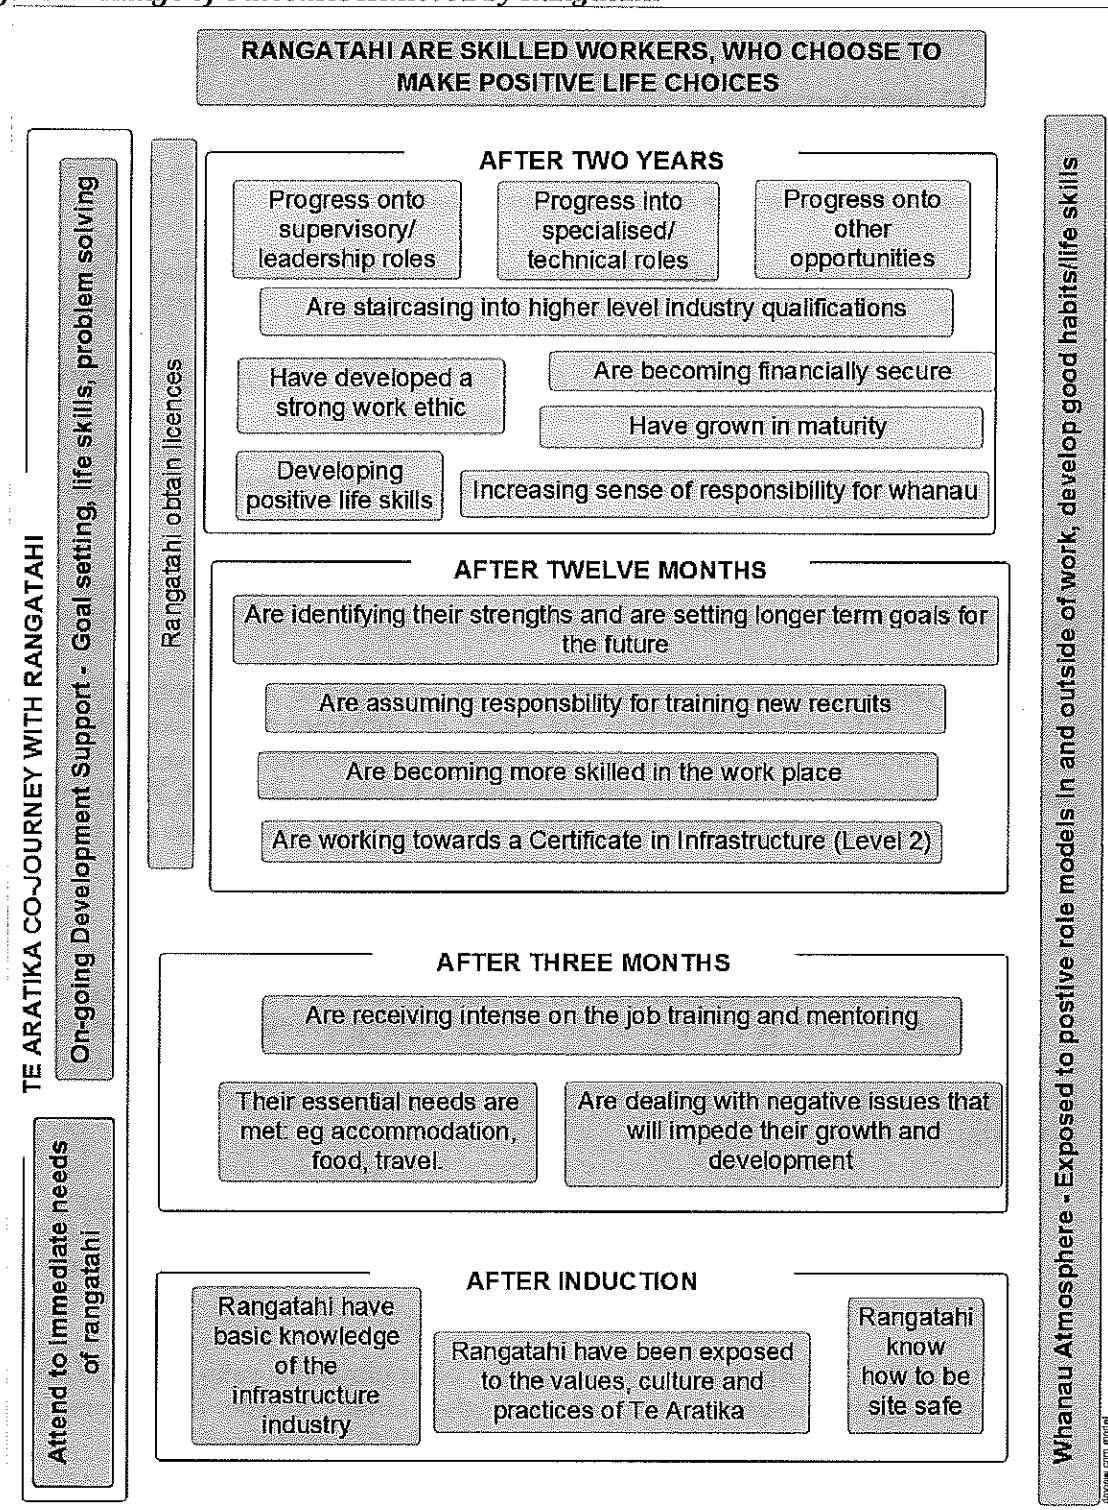 RANGATAHI ARE SKILLED WORKERS, WHO CHOOSE TO
MAKE POSITIVE LIFE CHOICES
TE ARATIKA CO-JOURNEY WITH RANGATAHI
On-going Development Support - Goal setting, life skills, problem solving
Attend to immediate needs
of rangatahi
Rangatahi obtain licences
AFTER TWO YEARS
Progress onto
supervisory/
leadership roles
Progress into
specialised/
technical roles
Progress onto
other
opportunities
Are staircasing into higher level industry qualifications
Have developed a
strong work ethic
Are becoming financially secure
Have grown in maturity
Developing
positive life skills
Increasing sense of responsibility for whanau
AFTER TWELVE MONTHS
Are identifying their strengths and are setting longer term goals for
the future
Are assuming responsbility for training new recruits
Are becoming more skilled in the work place
Are working towards a Certificate in Infrastructure (Level 2)
AFTER THREE MONTHS
Are receiving intense on the job training and mentoring
Their essential needs are
met: eg accommodation,
food, travel.
Are dealing with negative issues that
will impede their growth and
development
AFTER INDUCTION
Rangatahi have
basic knowledge
of the
infrastructure
industry
Rangatahi have been exposed
to the values, culture and
practices of Te Aratika
Rangatahi
know
how to be
site safe
Whanau Atmosphere - Exposed to postive role models in and outside of work, develop good habits/life skills